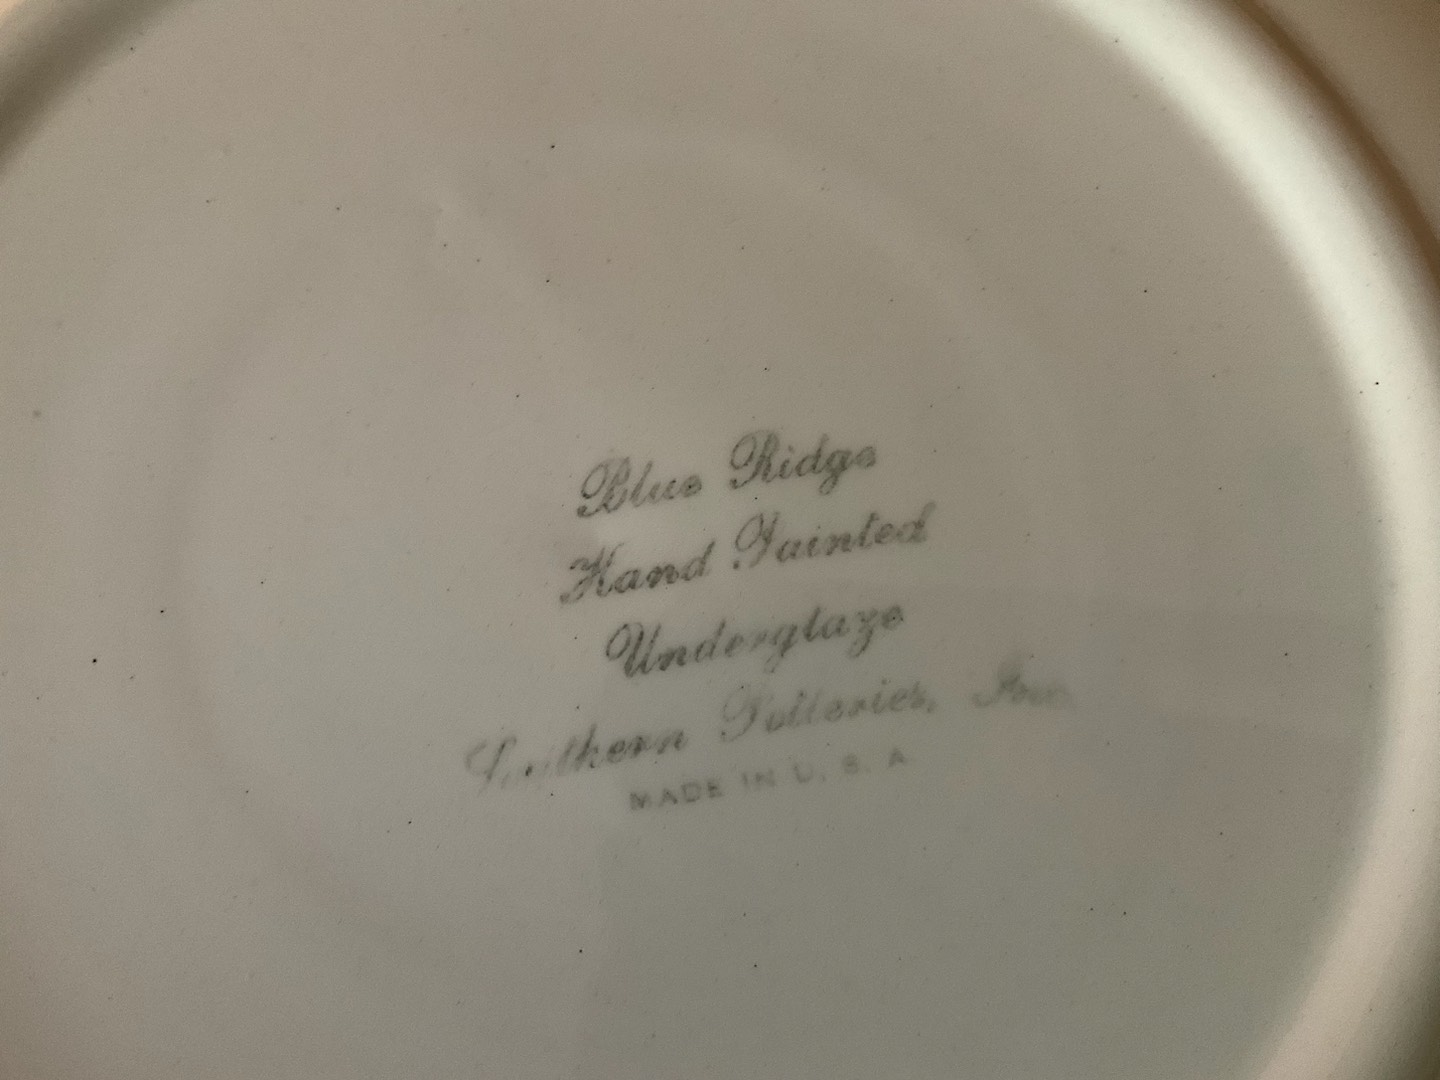 Blue Ridge
Hand Painted
Underglaze
Southern Potteries, Inc.
MADE IN U. S. A.